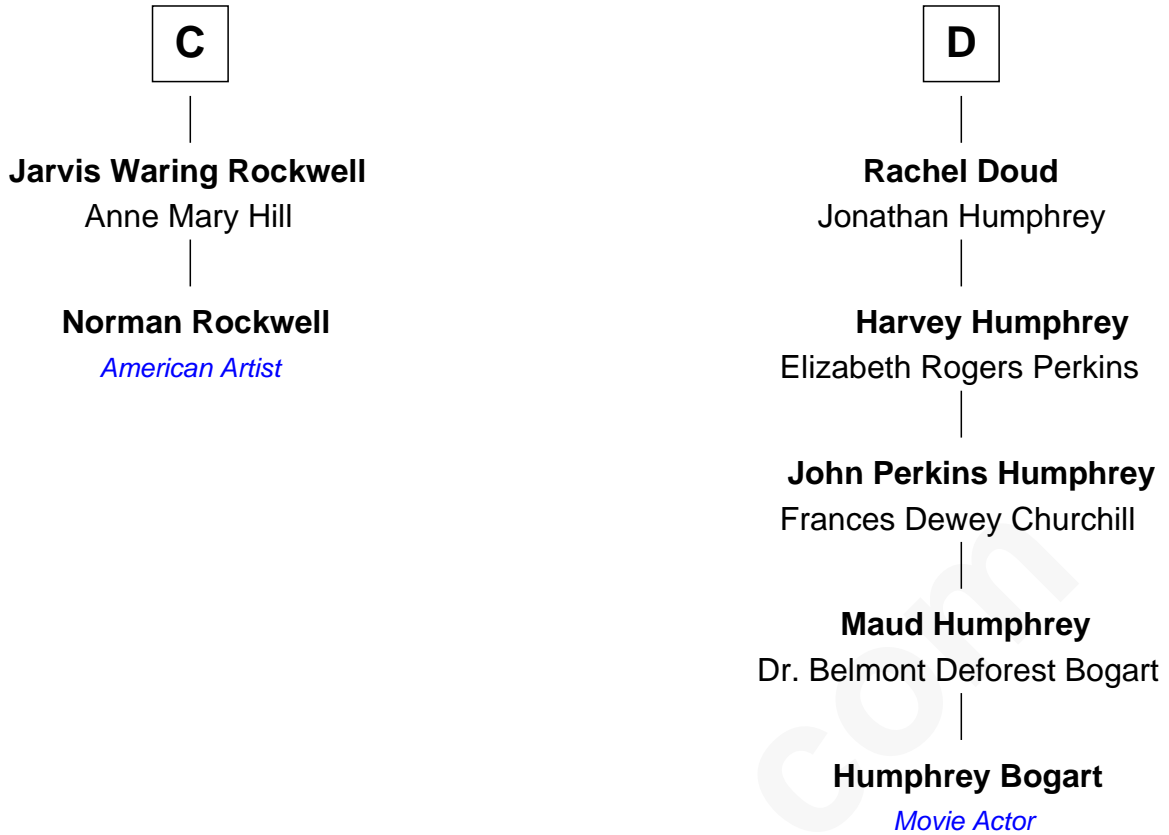 C
Jarvis Waring Rockwell
Anne Mary Hill
Norman Rockwell
American Artist
D
Rachel Doud
Jonathan Humphrey
Harvey Humphrey
Elizabeth Rogers Perkins
John Perkins Humphrey
Frances Dewey Churchill
Maud Humphrey
Dr. Belmont Deforest Bogart
Humphrey Bogart
Movie Actor
com